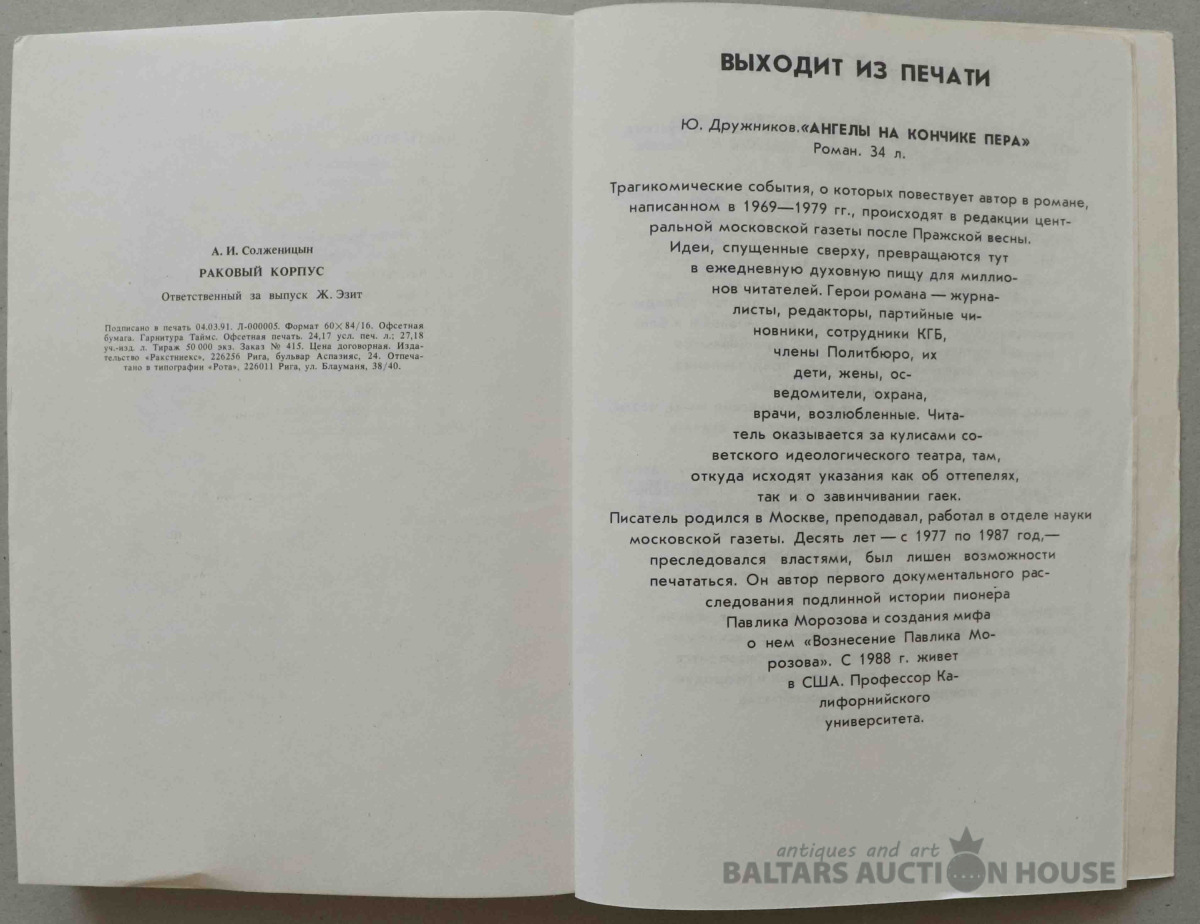 А. И. Солженицын
РАКОВЫЙ КОРПУС
Ответственный за выпуск Ж. Эзит
Подписано в печать 04.03.91. Л-000005. Формат 60×84/16. Офсетная
бумага. Гарнитура Таймс. Офсетная печать. 24,17 усл. печ. л.; 27,18
уч.-изд. л. Тираж 50 000 экз. Заказ № 415. Цена договорная. Изда-
тельство «Ракстниекс», 226256 Рига, бульвар Аспазияс, 24. Отпеча-
тано в типографии «Рота», 226011 Рига, ул. Блауманя, 38/40.
ВЫХОДИТ ИЗ ПЕЧАТИ
Ю. Дружников.«АНГЕЛЫ НА КОНЧИКЕ ПЕРА»
Роман. 34 л.
Трагикомические события, о которых повествует автор в романе,
написанном в 1969—1979 гг., происходят в редакции цент-
ральной московской газеты после Пражской весны.
Идеи, спущенные сверху, превращаются тут
в ежедневную духовную пищу для миллио-
нов читателей. Герои романа — журна-
листы, редакторы, партийные чи-
новники, сотрудники КГБ,
члены Политбюро, их
дети, жены, ос-
ведомители, охрана,
врачи, возлюбленные. Чита-
тель оказывается за кулисами со-
ветского идеологического театра, там,
откуда исходят указания как об оттепелях,
так и о завинчивании гаек.
Писатель родился в Москве, преподавал, работал в отделе науки
московской газеты. Десять лет — с 1977 по 1987 год,—
преследовался властями, был лишен возможности
печататься. Он автор первого документального рас-
следования подлинной истории пионера
Павлика Морозова и создания мифа
о нем «Вознесение Павлика Мо-
розова». С 1988 г. живет
в США. Профессор Ка-
лифорнийского
университета.
antiques and art
BALTARS AUCTION HOUSE